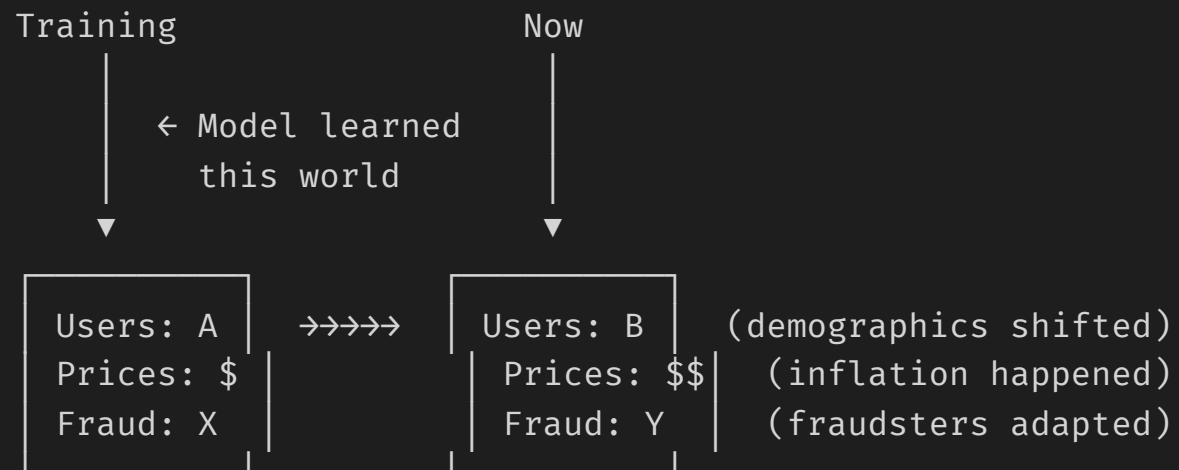 Training Now
← Model learned
this world
Users: A →→→→→ Users: B (demographics shifted)
Prices: $ Prices: $$ (inflation happened)
Fraud: X Fraud: Y (fraudsters adapted)